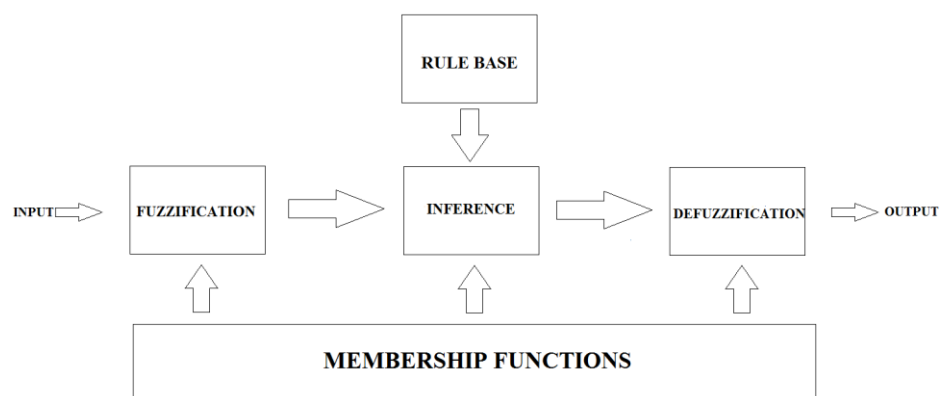 RULE BASE
INPUT
FUZZIFICATION
INFERENCE
DEFUZZIFICATION
OUTPUT
MEMBERSHIP FUNCTIONS